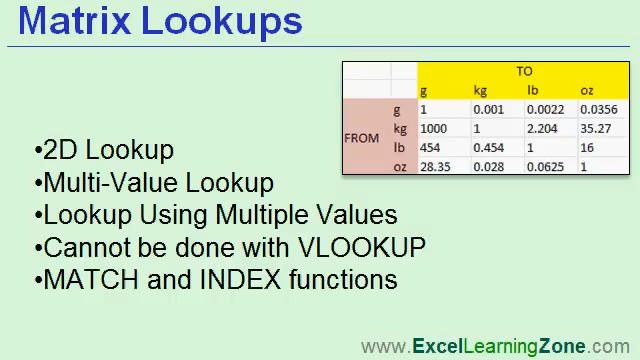 Matrix Lookups
TO
g kg lb oz
g 1 0.001 0.0022 0.0356
FROM kg 1000 1 2.204 35.27
lb 454 0.454 1 16
oz 28.35 0.028 0.0625 1
•2D Lookup
•Multi-Value Lookup
•Lookup Using Multiple Values
•Cannot be done with VLOOKUP
•MATCH and INDEX functions
www.ExcelLearningZone.com